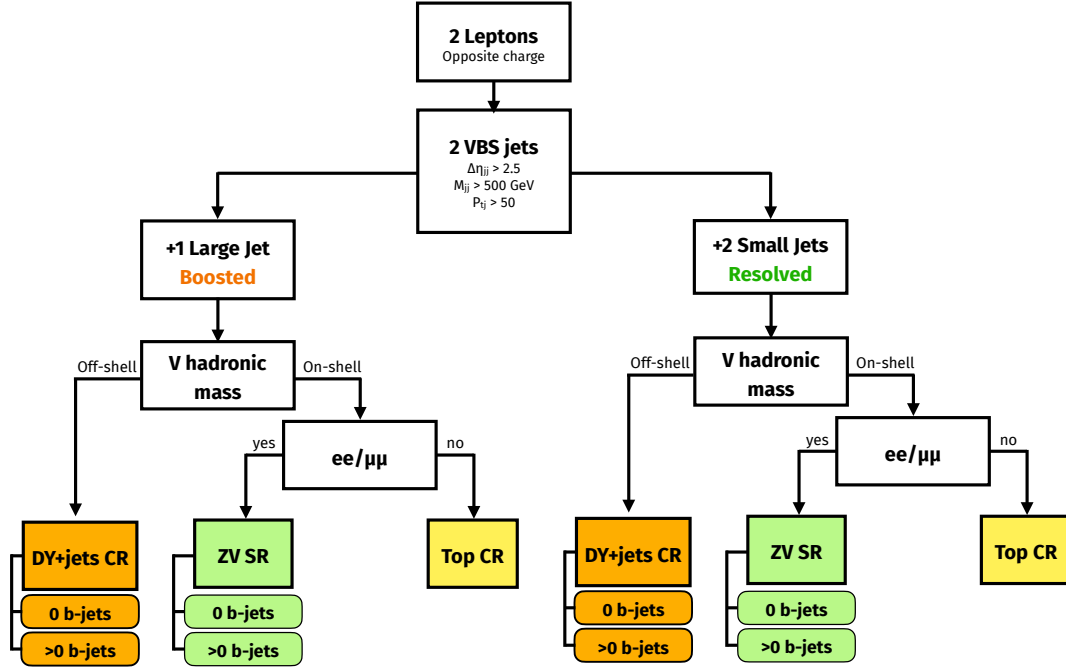 2 Leptons
Opposite charge
2 VBS jets
Δηjj > 2.5
Mjj > 500 GeV
Ptj > 50
+1 Large Jet
Boosted
+2 Small Jets
Resolved
Off-shell
V hadronic
mass
On-shell
Off-shell
V hadronic
mass
On-shell
yes
ee/μμ
no
yes
ee/μμ
no
DY+jets CR
ZV SR
Top CR
DY+jets CR
ZV SR
Top CR
0 b-jets
0 b-jets
0 b-jets
0 b-jets
>0 b-jets
>0 b-jets
>0 b-jets
>0 b-jets